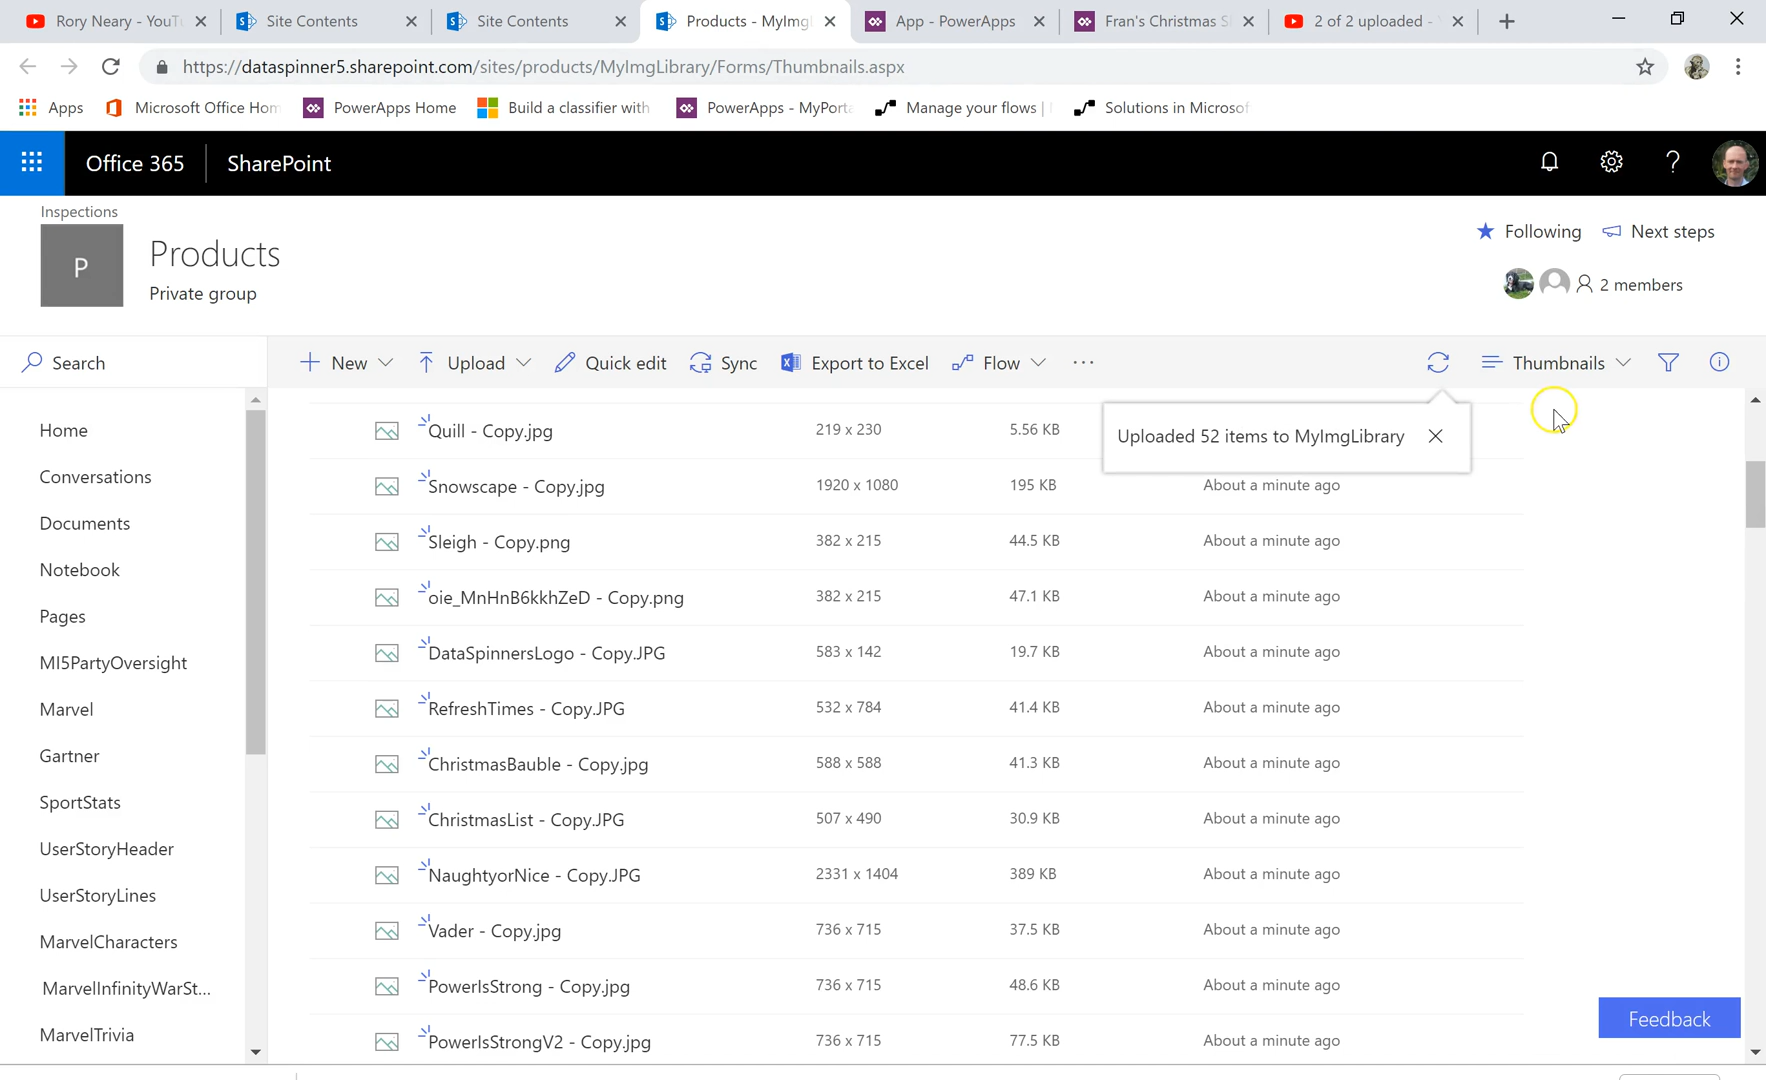 Rory Neary - YouT
Site Contents
Site Contents
Products - MyImgl
App - PowerApps
Fran's Christmas S
2 of 2 uploaded -
https://dataspinner5.sharepoint.com/sites/products/MyImgLibrary/Forms/Thumbnails.aspx
Apps
Microsoft Office Hom
PowerApps Home
Build a classifier with
PowerApps - MyPorta
Manage your flows |
Solutions in Microsof
Office 365
SharePoint
Inspections
P
Products
Private group
Following
Next steps
2 members
Search
New
Upload
Quick edit
Sync
Export to Excel
Flow
Thumbnails
Home
Conversations
Documents
Notebook
Pages
MI5PartyOversight
Marvel
Gartner
SportStats
UserStoryHeader
UserStoryLines
MarvelCharacters
MarvelInfinityWarSt...
MarvelTrivia
Quill - Copy.jpg 219 x 230 5.56 KB
Uploaded 52 items to MyImgLibrary
Snowscape - Copy.jpg 1920 x 1080 195 KB About a minute ago
Sleigh - Copy.png 382 x 215 44.5 KB About a minute ago
oie_MnHnB6kkhZeD - Copy.png 382 x 215 47.1 KB About a minute ago
DataSpinnersLogo - Copy.JPG 583 x 142 19.7 KB About a minute ago
RefreshTimes - Copy.JPG 532 x 784 41.4 KB About a minute ago
ChristmasBauble - Copy.jpg 588 x 588 41.3 KB About a minute ago
ChristmasList - Copy.JPG 507 x 490 30.9 KB About a minute ago
NaughtyorNice - Copy.JPG 2331 x 1404 389 KB About a minute ago
Vader - Copy.jpg 736 x 715 37.5 KB About a minute ago
PowerIsStrong - Copy.jpg 736 x 715 48.6 KB About a minute ago
PowerIsStrongV2 - Copy.jpg 736 x 715 77.5 KB About a minute ago
Feedback